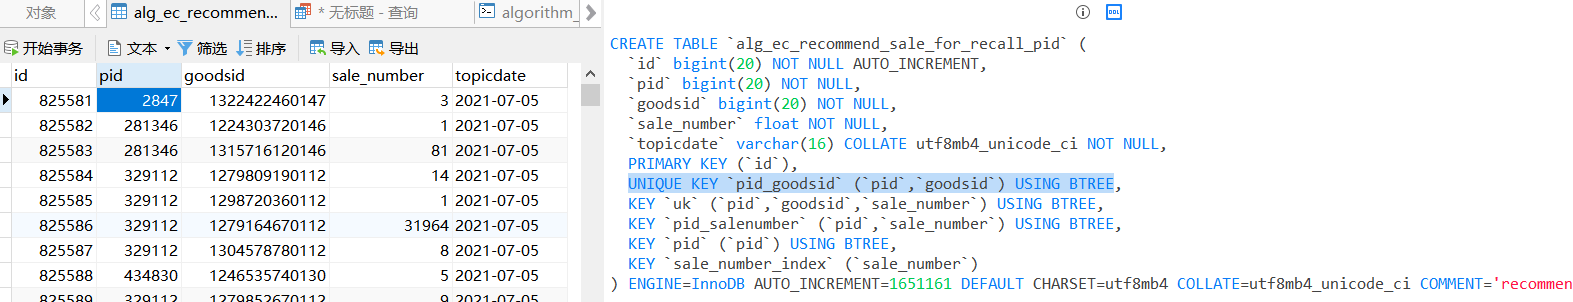 对象 alg_ec_recommen... * 无标题 - 查询 algorithm_
开始事务 文本 筛选 排序 导入 导出
id pid goodsid sale_number topicdate
825581 2847 1322422460147 3 2021-07-05
825582 281346 1224303720146 1 2021-07-05
825583 281346 1315716120146 81 2021-07-05
825584 329112 1279809190112 14 2021-07-05
825585 329112 1298720360112 1 2021-07-05
825586 329112 1279164670112 31964 2021-07-05
825587 329112 1304578780112 8 2021-07-05
825588 434830 1246535740130 5 2021-07-05
825589 329112 1279852670112 9 2021-07-05
DDL
CREATE TABLE `alg_ec_recommend_sale_for_recall_pid` (
`id` bigint(20) NOT NULL AUTO_INCREMENT,
`pid` bigint(20) NOT NULL,
`goodsid` bigint(20) NOT NULL,
`sale_number` float NOT NULL,
`topicdate` varchar(16) COLLATE utf8mb4_unicode_ci NOT NULL,
PRIMARY KEY (`id`),
UNIQUE KEY `pid_goodsid` (`pid`,`goodsid`) USING BTREE,
KEY `uk` (`pid`,`goodsid`,`sale_number`) USING BTREE,
KEY `pid_salenumber` (`pid`,`sale_number`) USING BTREE,
KEY `pid` (`pid`) USING BTREE,
KEY `sale_number_index` (`sale_number`)
) ENGINE=InnoDB AUTO_INCREMENT=1651161 DEFAULT CHARSET=utf8mb4 COLLATE=utf8mb4_unicode_ci COMMENT='recommen